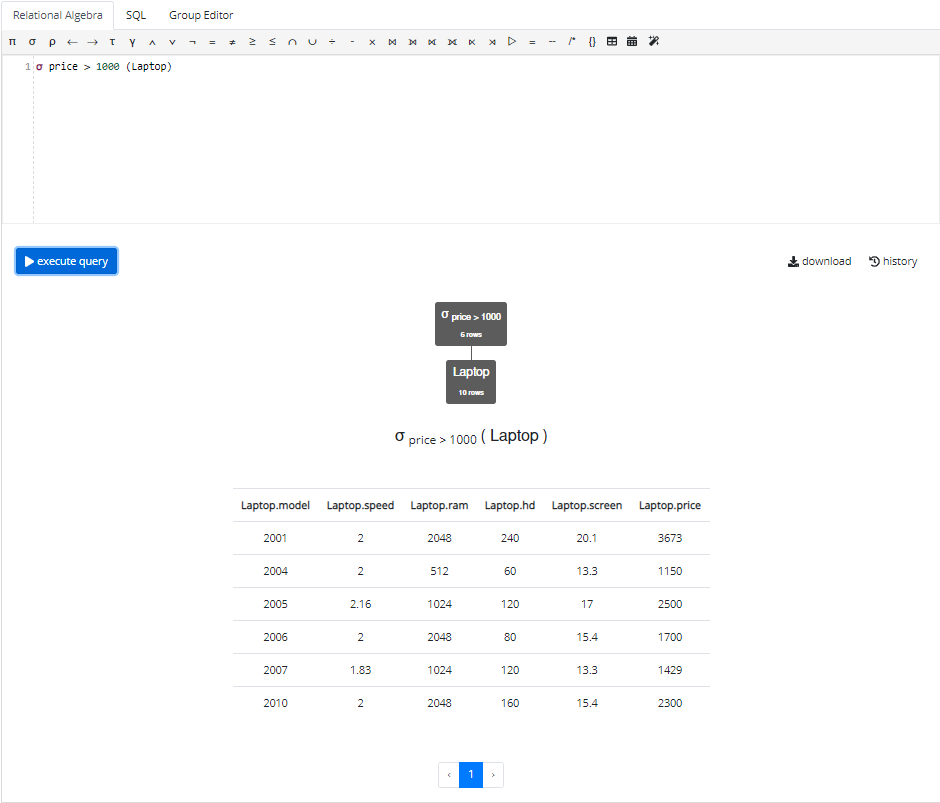 Relational Algebra SQL Group Editor
π σ ρ ← → τ γ ∧ ∨ ¬ = ≠ ≥ ≤ ∩ ∪ ÷ - × ⋈ ⟕ ⟖ ⟗ ⋉ ⋊ ▷ = -- /* {}
1 σ price > 1000 (Laptop)
execute query download history
σ price > 1000
6 rows
Laptop
10 rows
σ price > 1000 ( Laptop )
Laptop.model Laptop.speed Laptop.ram Laptop.hd Laptop.screen Laptop.price
2001 2 2048 240 20.1 3673
2004 2 512 60 13.3 1150
2005 2.16 1024 120 17 2500
2006 2 2048 80 15.4 1700
2007 1.83 1024 120 13.3 1429
2010 2 2048 160 15.4 2300
‹ 1 ›